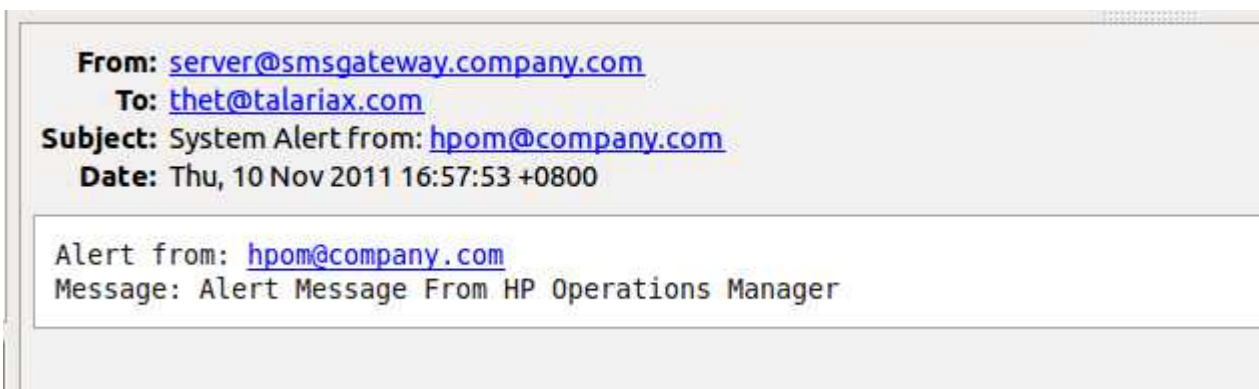 From: server@smsgateway.company.com
To: thet@talariax.com
Subject: System Alert from: hpom@company.com
Date: Thu, 10 Nov 2011 16:57:53 +0800
Alert from: hpom@company.com
Message: Alert Message From HP Operations Manager